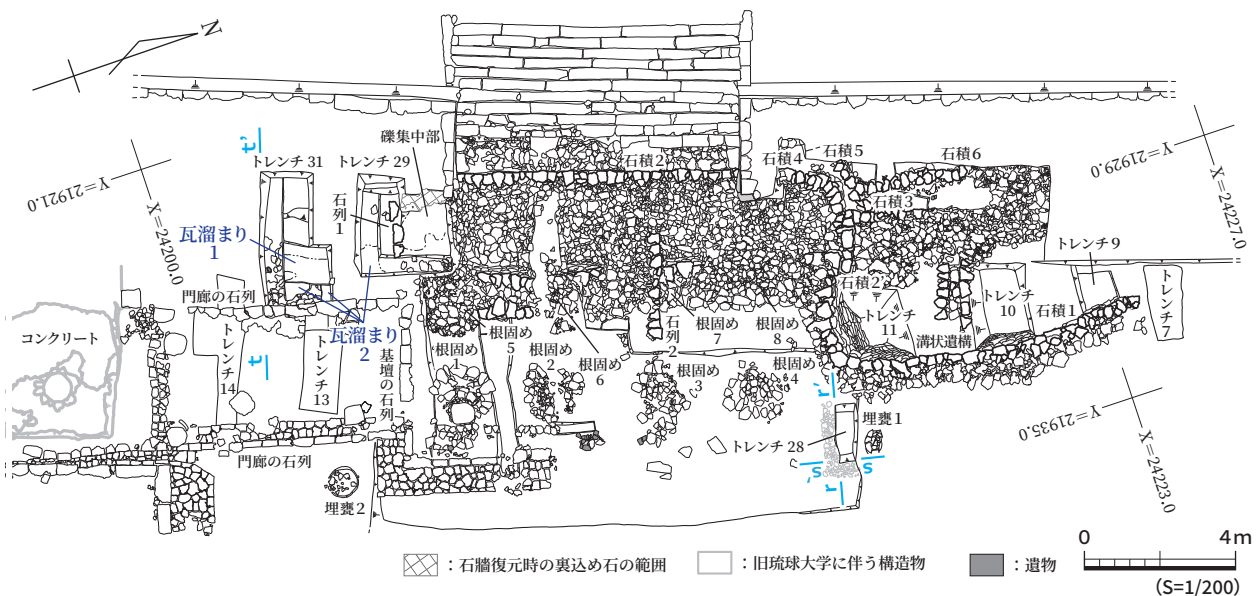 N
礫集中部
石積2
石積4
石積5
石積6
t'
トレンチ31
トレンチ29
Y=21921.0
X=24200.0
Y=21929.0
X=24227.0
石列1
石積3
瓦溜まり
1
トレンチ9
門廊の石列
石積2
トレンチ
10
石積1
トレンチ7
コンクリート
瓦溜まり
2
トレンチ
11
溝状遺構
トレンチ14
トレンチ13
基壇の石列
根固め
1
根固め
5
根固め
2
根固め
6
石列2
根固め
7
根固め
8
根固め
3
根固め
4
t
r'
埋甕1
トレンチ28
Y=21935.0
X=24223.0
門廊の石列
s'
s
r
埋甕2
0 4m
(S=1/200)
:石牆復元時の裏込め石の範囲
:旧琉球大学に伴う構造物
:遺物